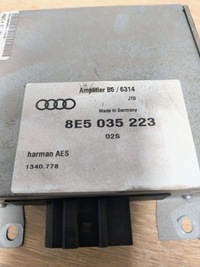 Amplifier B6 / 6314
JTS
Made in Germany
8E5 035 223
02S
harman AES
1340.778